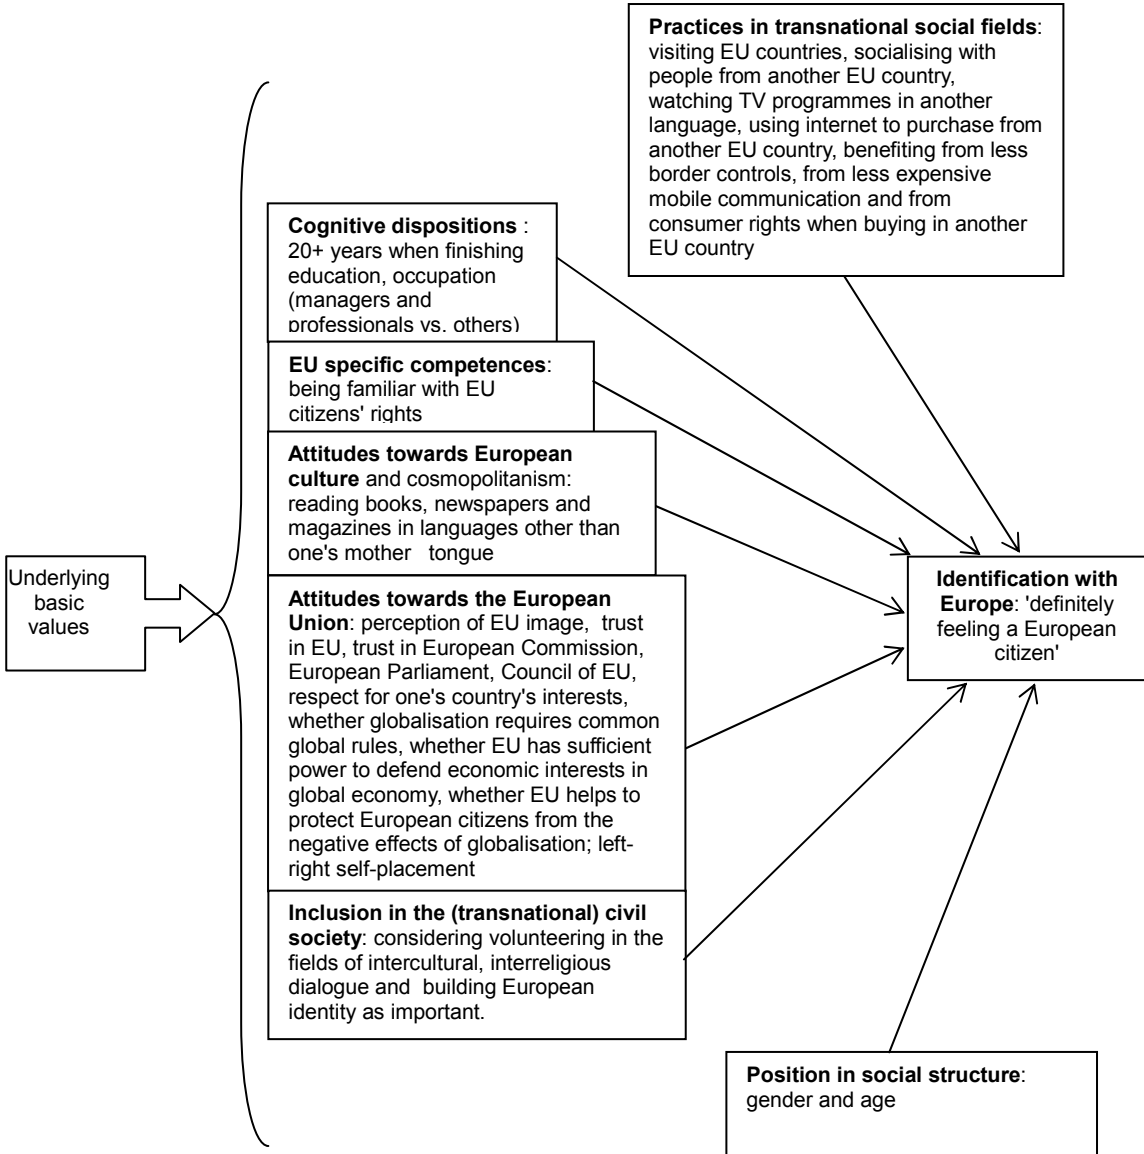 Practices in transnational social fields:
visiting EU countries, socialising with
people from another EU country,
watching TV programmes in another
language, using internet to purchase from
another EU country, benefiting from less
border controls, from less expensive
mobile communication and from
consumer rights when buying in another
EU country
Cognitive dispositions :
20+ years when finishing
education, occupation
(managers and
professionals vs. others)
EU specific competences:
being familiar with EU
citizens' rights
Attitudes towards European
culture and cosmopolitanism:
reading books, newspapers and
magazines in languages other than
one's mother tongue
Underlying
basic
values
Attitudes towards the European
Union: perception of EU image, trust
in EU, trust in European Commission,
European Parliament, Council of EU,
respect for one's country's interests,
whether globalisation requires common
global rules, whether EU has sufficient
power to defend economic interests in
global economy, whether EU helps to
protect European citizens from the
negative effects of globalisation; left-
right self-placement
Identification with
Europe: 'definitely
feeling a European
citizen'
Inclusion in the (transnational) civil
society: considering volunteering in the
fields of intercultural, interreligious
dialogue and building European
identity as important.
Position in social structure:
gender and age